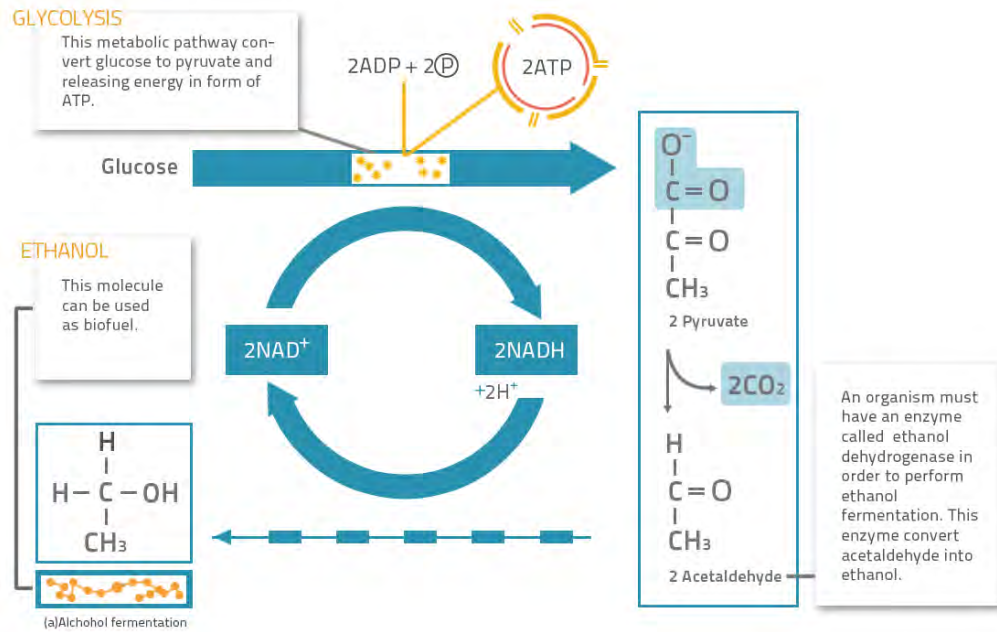 GLYCOLYSIS
This metabolic pathway con-
vert glucose to pyruvate and
releasing energy in form of
ATP.
2ADP + 2Ⓟ
2ATP
Glucose
O⁻
C = O
C = O
CH₃
2 Pyruvate
2CO₂
H
C = O
CH₃
2 Acetaldehyde
An organism must
have an enzyme
called ethanol
dehydrogenase in
order to perform
ethanol
fermentation. This
enzyme convert
acetaldehyde into
ethanol.
2NAD⁺
2NADH
+2H⁺
ETHANOL
This molecule
can be used
as biofuel.
H
H – C – OH
CH₃
(a)Alchohol fermentation